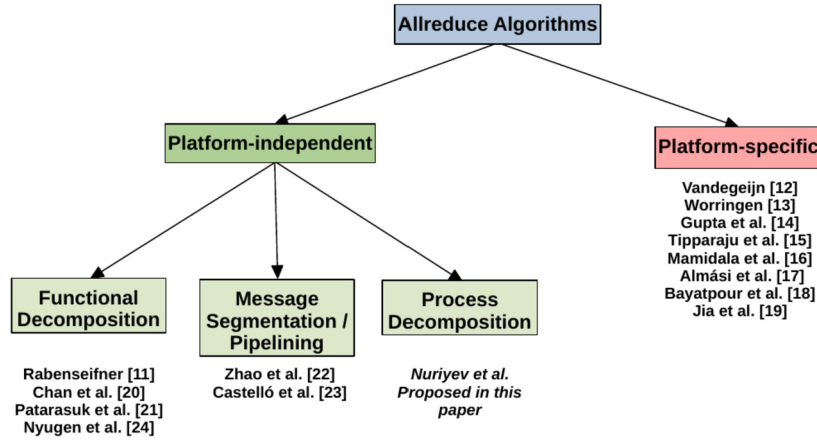 Allreduce Algorithms
Platform-independent
Platform-specific
Vandegeijn [12]
Worringen [13]
Gupta et al. [14]
Tipparaju et al. [15]
Mamidala et al. [16]
Almási et al. [17]
Bayatpour et al. [18]
Jia et al. [19]
Functional
Decomposition
Message
Segmentation /
Pipelining
Process
Decomposition
Rabenseifner [11]
Chan et al. [20]
Patarasuk et al. [21]
Nyugen et al. [24]
Zhao et al. [22]
Castelló et al. [23]
Nuriyev et al.
Proposed in this
paper